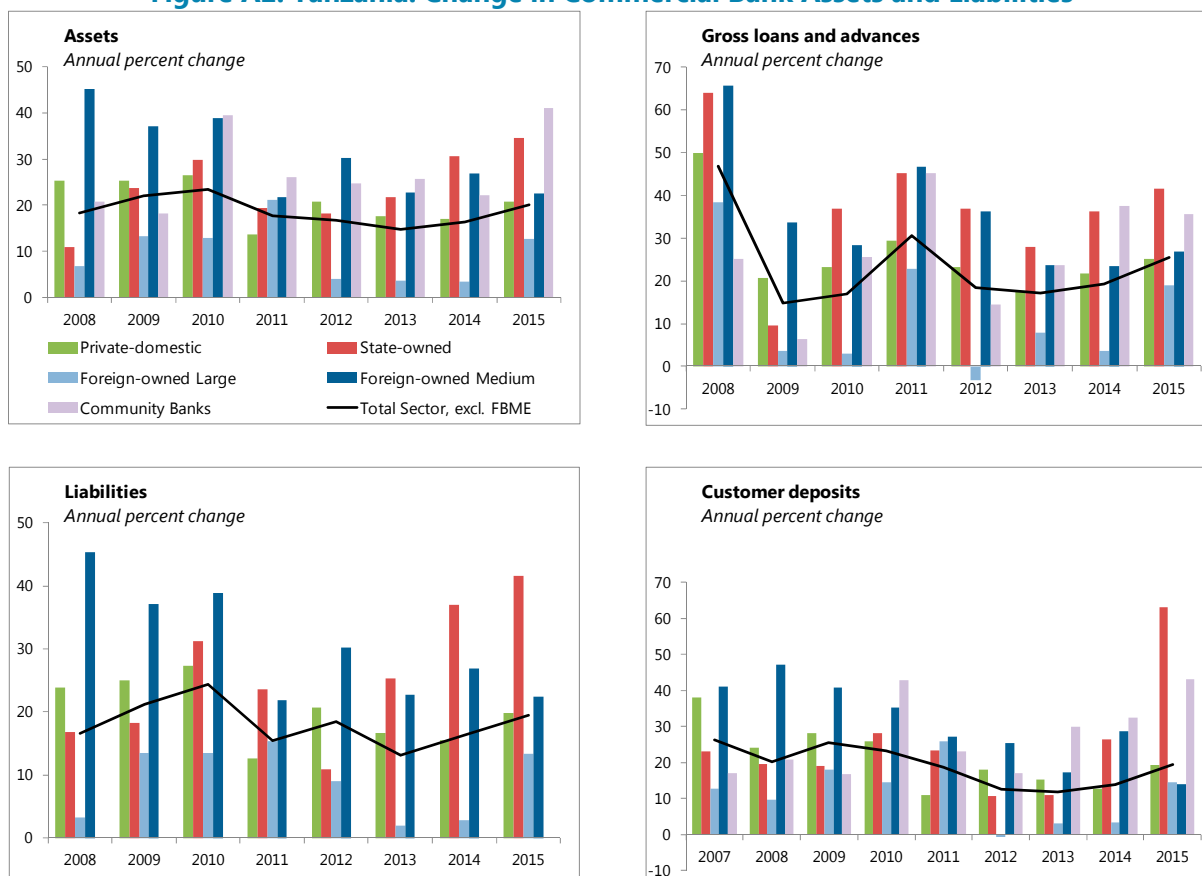 Figure A2. Tanzania: Change in Commercial Bank Assets and Liabilities
Assets
Annual percent change
50
40
30
20
10
0
2008 2009 2010 2011 2012 2013 2014 2015
Private-domestic State-owned
Foreign-owned Large Foreign-owned Medium
Community Banks Total Sector, excl. FBME
Gross loans and advances
Annual percent change
70
60
50
40
30
20
10
0
-10
2008 2009 2010 2011 2012 2013 2014 2015
Liabilities
Annual percent change
50
40
30
20
10
0
2008 2009 2010 2011 2012 2013 2014 2015
Customer deposits
Annual percent change
70
60
50
40
30
20
10
0
-10
2007 2008 2009 2010 2011 2012 2013 2014 2015